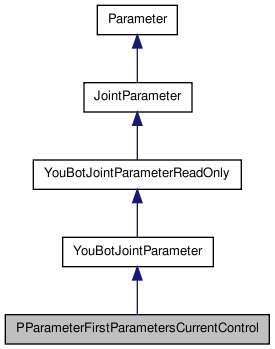 Parameter
JointParameter
YouBotJointParameterReadOnly
YouBotJointParameter
PParameterFirstParametersCurrentControl